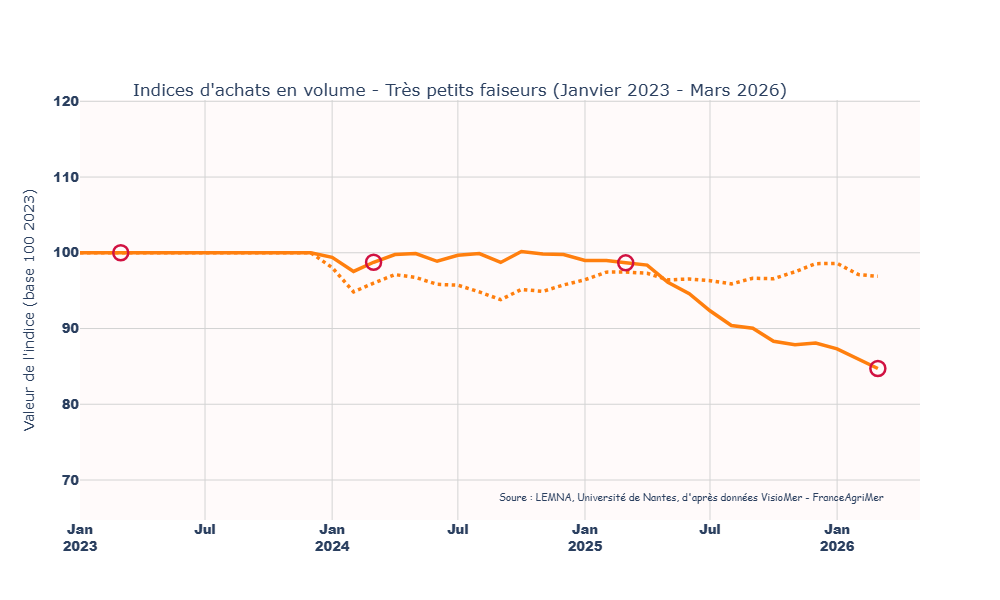 Indices d'achats en volume - Très petits faiseurs (Janvier 2023 - Mars 2026)
Valeur de l'indice (base 100 2023)
120
110
100
90
80
70
Soure : LEMNA, Université de Nantes, d'après données VisioMer - FranceAgriMer
Jan
2023
Jul
Jan
2024
Jul
Jan
2025
Jul
Jan
2026